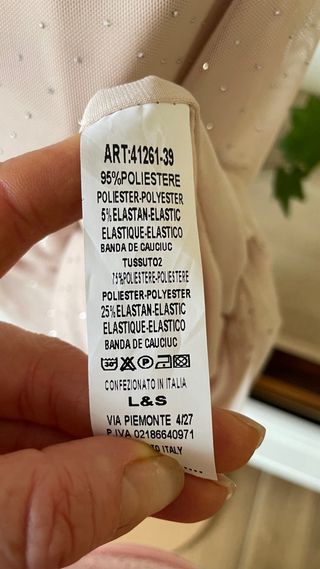 ART:41261-39
95%POLIESTERE
POLIESTER-POLYESTER
5%ELASTAN-ELASTIC
ELASTIQUE-ELASTICO
BANDA DE CAUCIUC
TUSSUTO2
75%POLIESTERE-POLIESTERE
POLIESTER-POLYESTER
25%ELASTAN-ELASTIC
ELASTIQUE-ELASTICO
BANDA DE CAUCIUC
30° P
CONFEZIONATO IN ITALIA
L&S
VIA PIEMONTE 4/27
P.IVA 02186640971
ITALY